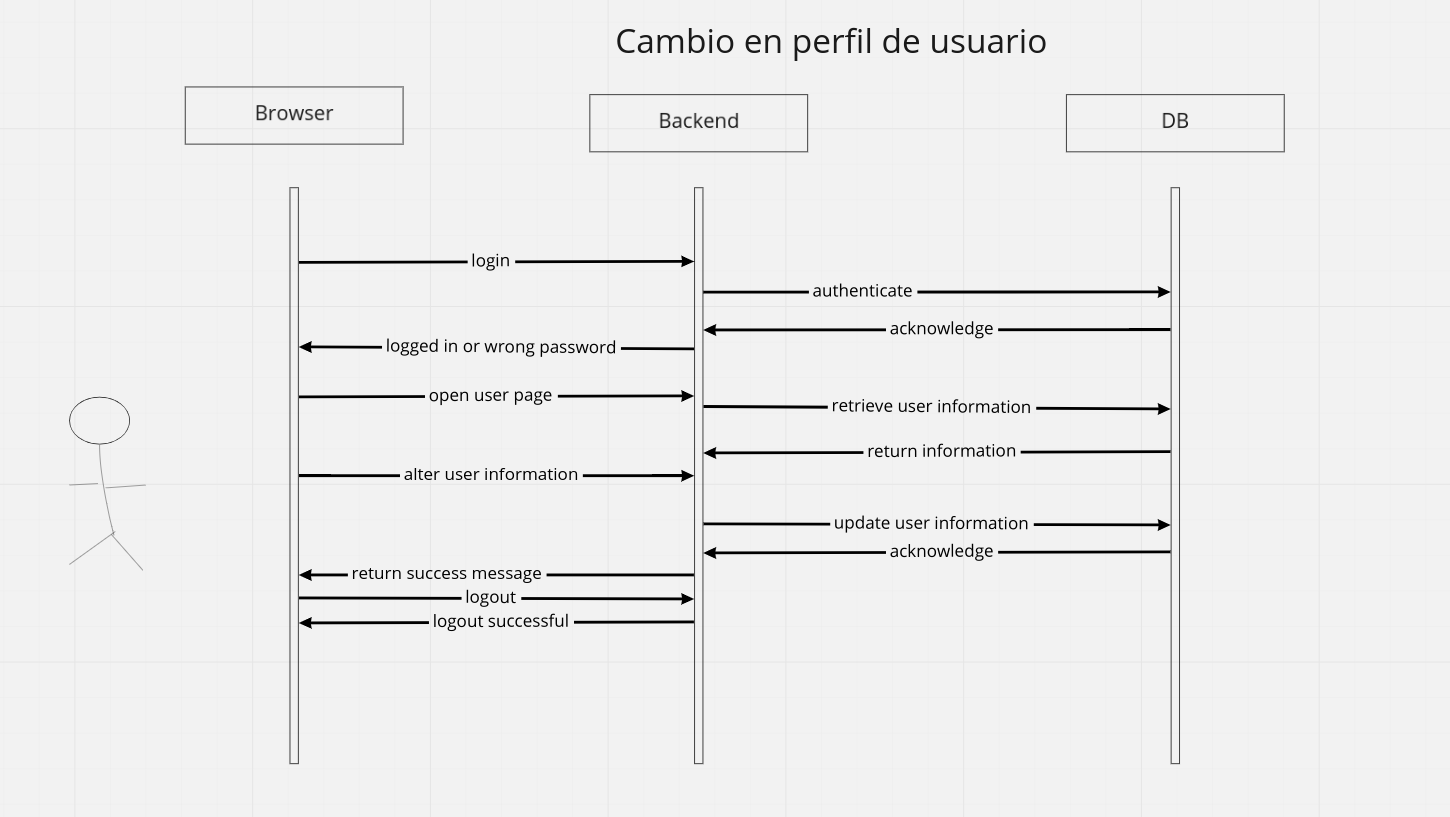 Cambio en perfil de usuario
Browser
Backend
DB
login
authenticate
acknowledge
logged in or wrong password
open user page
retrieve user information
return information
alter user information
update user information
acknowledge
return success message
logout
logout successful